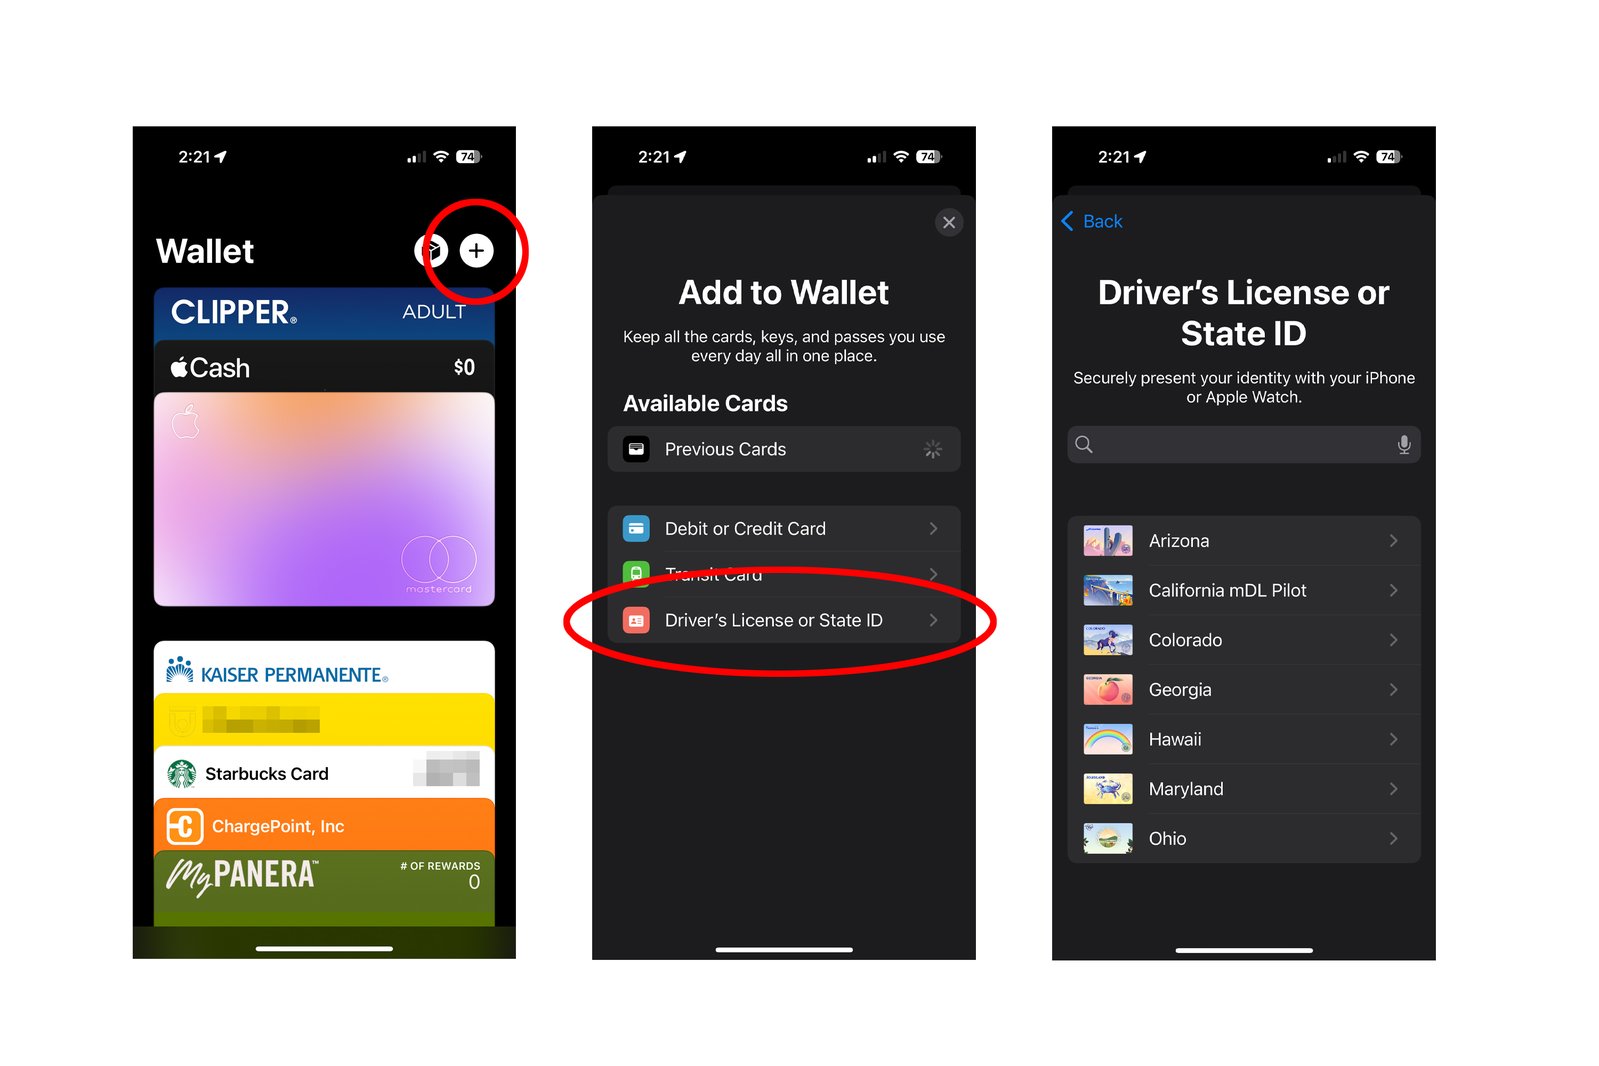 2:21
74
Wallet
CLIPPER®
ADULT
Cash
$0
mastercard
KAISER PERMANENTE®
Starbucks Card
ChargePoint, Inc
My PANERA™
# OF REWARDS
0
2:21
74
Add to Wallet
Keep all the cards, keys, and passes you use
every day all in one place.
Available Cards
Previous Cards
Debit or Credit Card
Transit Card
Driver's License or State ID
2:21
74
Back
Driver's License or
State ID
Securely present your identity with your iPhone
or Apple Watch.
Arizona
California mDL Pilot
Colorado
Georgia
Hawaii
Maryland
Ohio